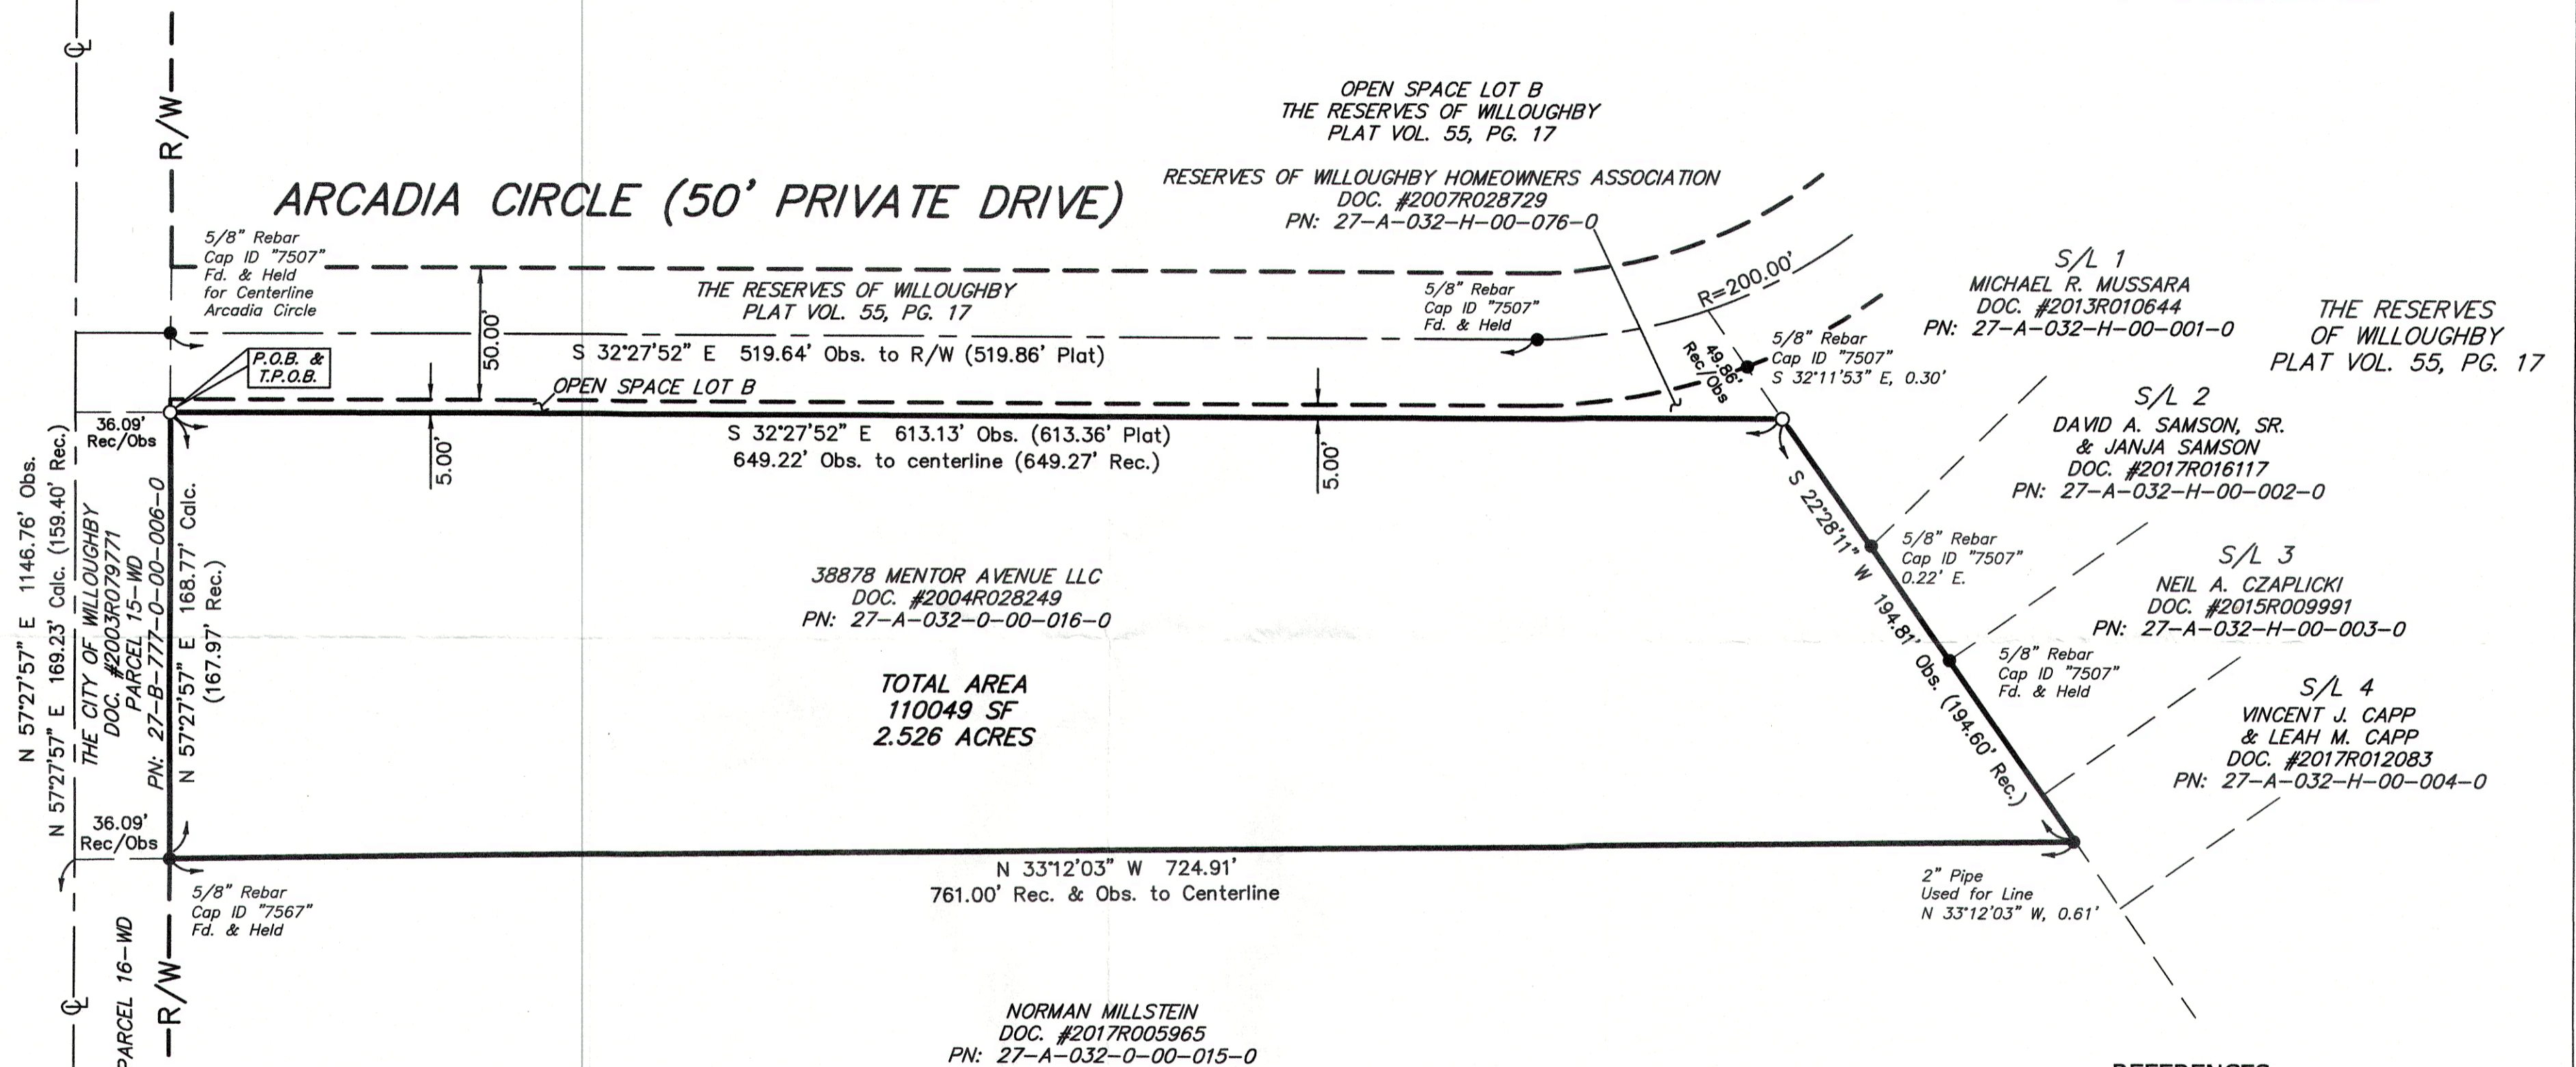 OPEN SPACE LOT B
THE RESERVES OF WILLOUGHBY
PLAT VOL. 55, PG. 17
RESERVES OF WILLOUGHBY HOMEOWNERS ASSOCIATION
DOC. #2007R028729
PN: 27-A-032-H-00-076-0
ARCADIA CIRCLE (50' PRIVATE DRIVE)
R/W
5/8" Rebar
Cap ID "7507"
Fd. & Held
for Centerline
Arcadia Circle
THE RESERVES OF WILLOUGHBY
PLAT VOL. 55, PG. 17
50.00'
5/8" Rebar
Cap ID "7507"
Fd. & Held
R=200.00'
S 32°27'52" E 519.64' Obs. to R/W (519.86' Plat)
P.O.B. &
T.P.O.B.
OPEN SPACE LOT B
49.86'
Rec/Obs
5/8" Rebar
Cap ID "7507"
S 32°11'53" E, 0.30'
S/L 1
MICHAEL R. MUSSARA
DOC. #2013R010644
PN: 27-A-032-H-00-001-0
THE RESERVES
OF WILLOUGHBY
PLAT VOL. 55, PG. 17
S/L 2
DAVID A. SAMSON, SR.
& JANJA SAMSON
DOC. #2017R016117
PN: 27-A-032-H-00-002-0
36.09'
Rec/Obs
S 32°27'52" E 613.13' Obs. (613.36' Plat)
649.22' Obs. to centerline (649.27' Rec.)
5.00'
5.00'
N 57°27'57" E 1146.76' Obs.
N 57°27'57" E 169.23' Calc. (159.40' Rec.)
THE CITY OF WILLOUGHBY
DOC. #2003R079771
PARCEL 15-WD
PN: 27-B-777-0-00-006-0
N 57°27'57" E 168.77' Calc.
(167.97' Rec.)
38878 MENTOR AVENUE LLC
DOC. #2004R028249
PN: 27-A-032-0-00-016-0
TOTAL AREA
110049 SF
2.526 ACRES
S 22°28'11" W 194.81' Obs. (194.60' Rec.)
5/8" Rebar
Cap ID "7507"
0.22' E.
S/L 3
NEIL A. CZAPLICKI
DOC. #2015R009991
PN: 27-A-032-H-00-003-0
5/8" Rebar
Cap ID "7507"
Fd. & Held
S/L 4
VINCENT J. CAPP
& LEAH M. CAPP
DOC. #2017R012083
PN: 27-A-032-H-00-004-0
36.09'
Rec/Obs
N 33°12'03" W 724.91'
761.00' Rec. & Obs. to Centerline
5/8" Rebar
Cap ID "7567"
Fd. & Held
2" Pipe
Used for Line
N 33°12'03" W, 0.61'
PARCEL 16-WD
R/W
NORMAN MILLSTEIN
DOC. #2017R005965
PN: 27-A-032-0-00-015-0